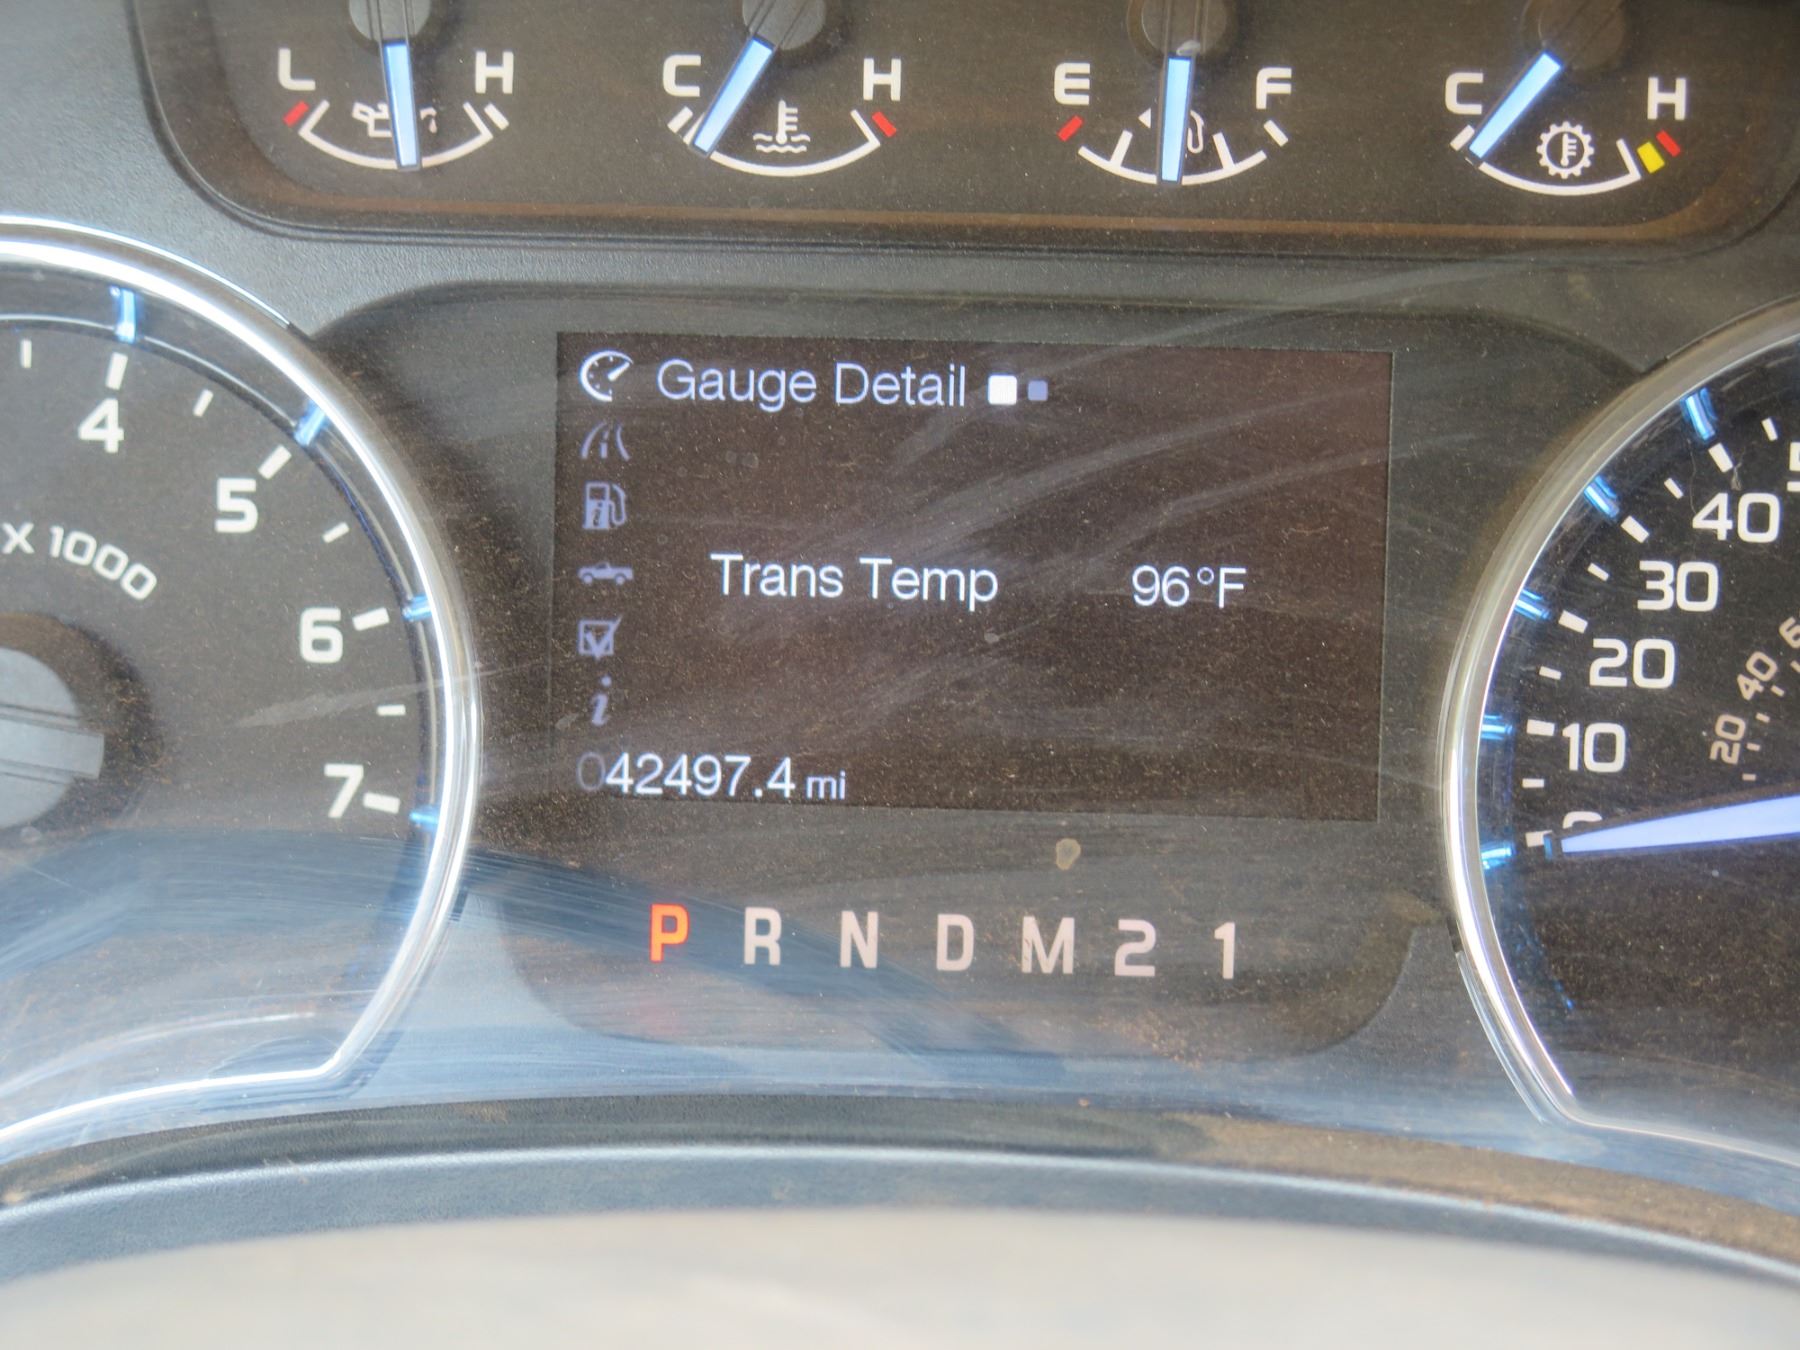 L H
C H
E F
C H
Gauge Detail
Trans Temp 96°F
042497.4 mi
P R N D M 2 1
4
5
6
7
x 1000
40
30
20
10
20
40